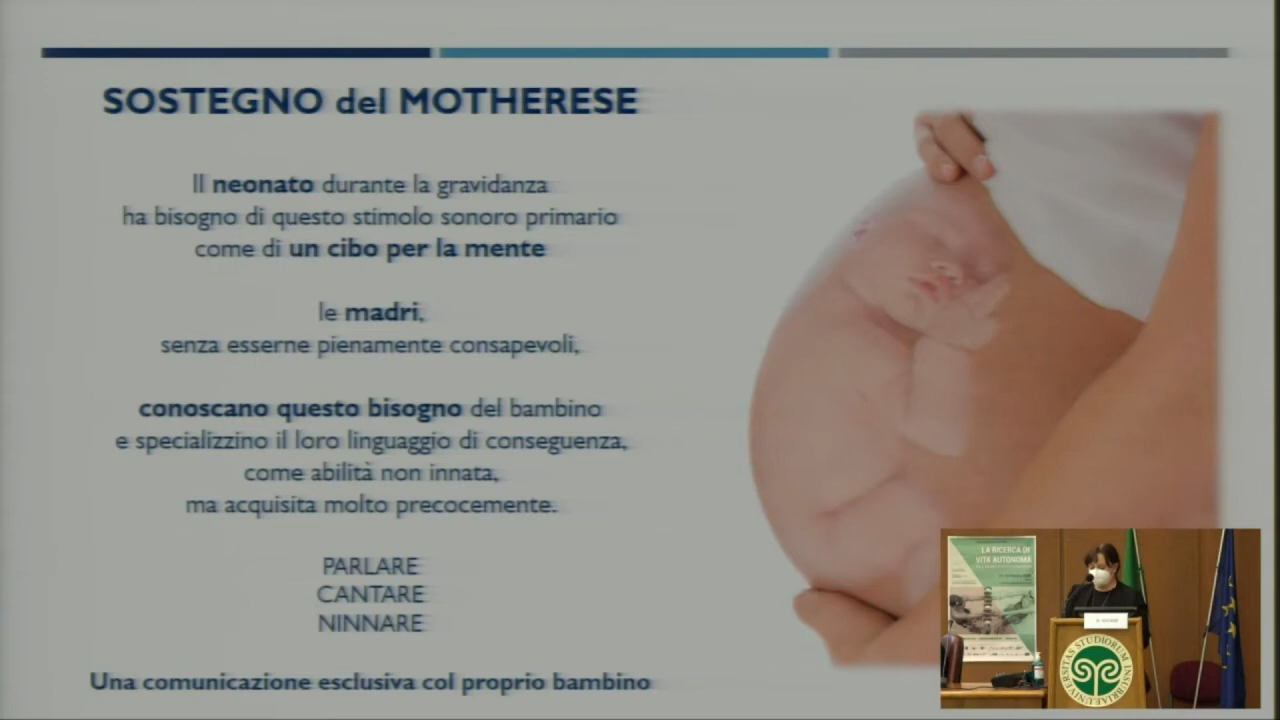 SOSTEGNO del MOTHERESE
Il neonato durante la gravidanza
ha bisogno di questo stimolo sonoro primario
come di un cibo per la mente
le madri,
senza esserne pienamente consapevoli,
conoscano questo bisogno del bambino
e specializzino il loro linguaggio di conseguenza,
come abilità non innata,
ma acquisita molto precocemente.
PARLARE
CANTARE
NINNARE
Una comunicazione esclusiva col proprio bambino
LA RICERCA DI
VITA AUTONOMA
UNIVERSITAS STUDIORUM INSUBRIAE